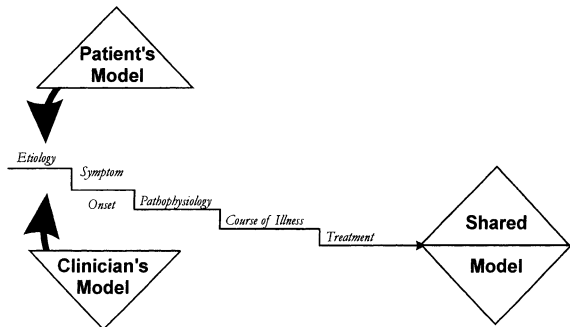 Patient's
Model
Etiology
Symptom
Onset
Pathophysiology
Course of Illness
Treatment
Shared
Model
Clinician's
Model